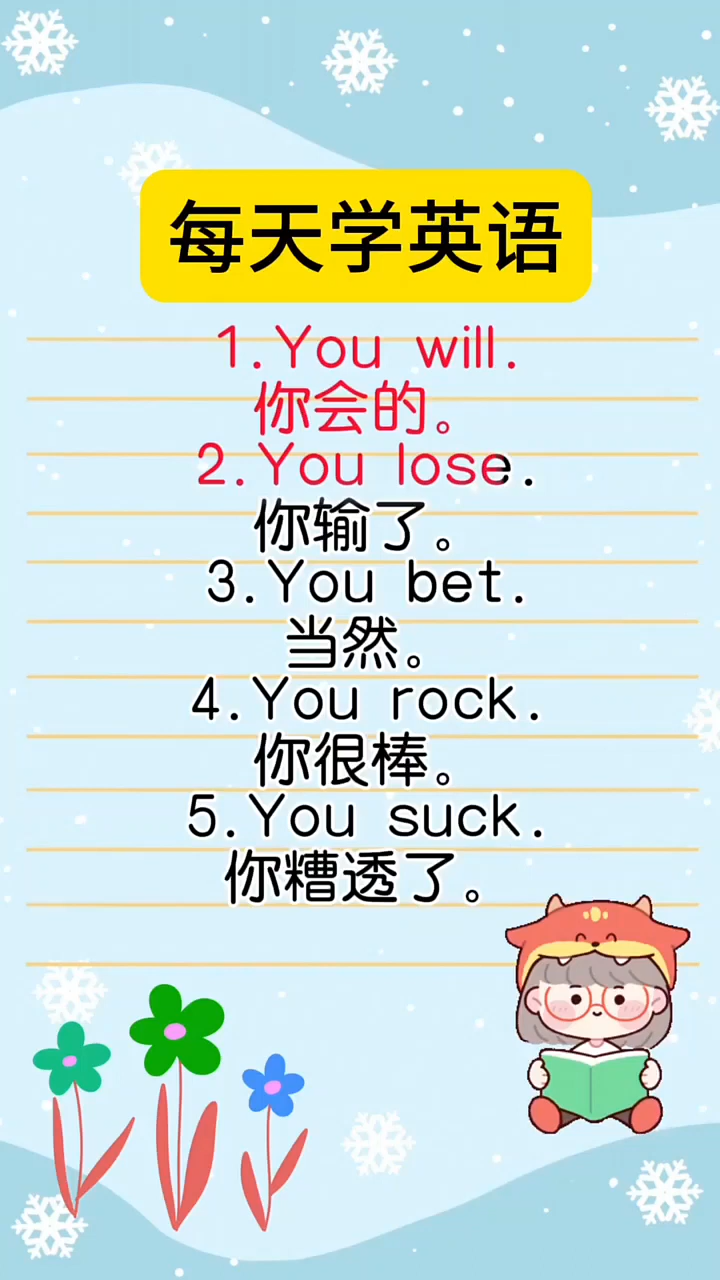 每天学英语
1.You will.
你会的。
2.You lose.
你输了。
3.You bet.
当然。
4.You rock.
你很棒。
5.You suck.
你糟透了。